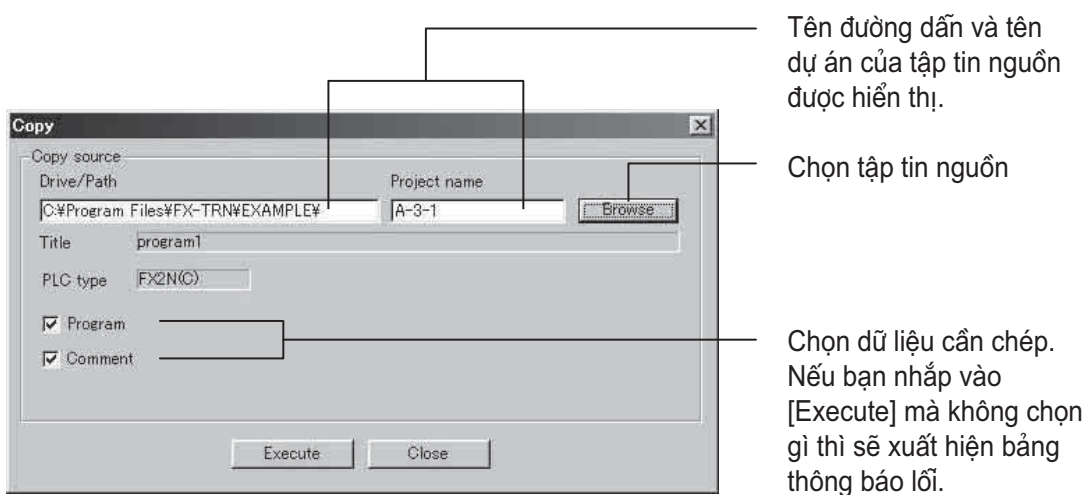 Tên đường dẫn và tên
dự án của tập tin nguồn
được hiển thị.
Copy
Copy source
Drive/Path Project name
C:¥Program Files¥FX-TRN¥EXAMPLE¥ A-3-1 Browse
Chọn tập tin nguồn
Title program1
PLC type FX2N(C)
Program
Comment
Chọn dữ liệu cần chép.
Nếu bạn nhắp vào
[Execute] mà không chọn
gì thì sẽ xuất hiện bảng
thông báo lỗi.
Execute Close